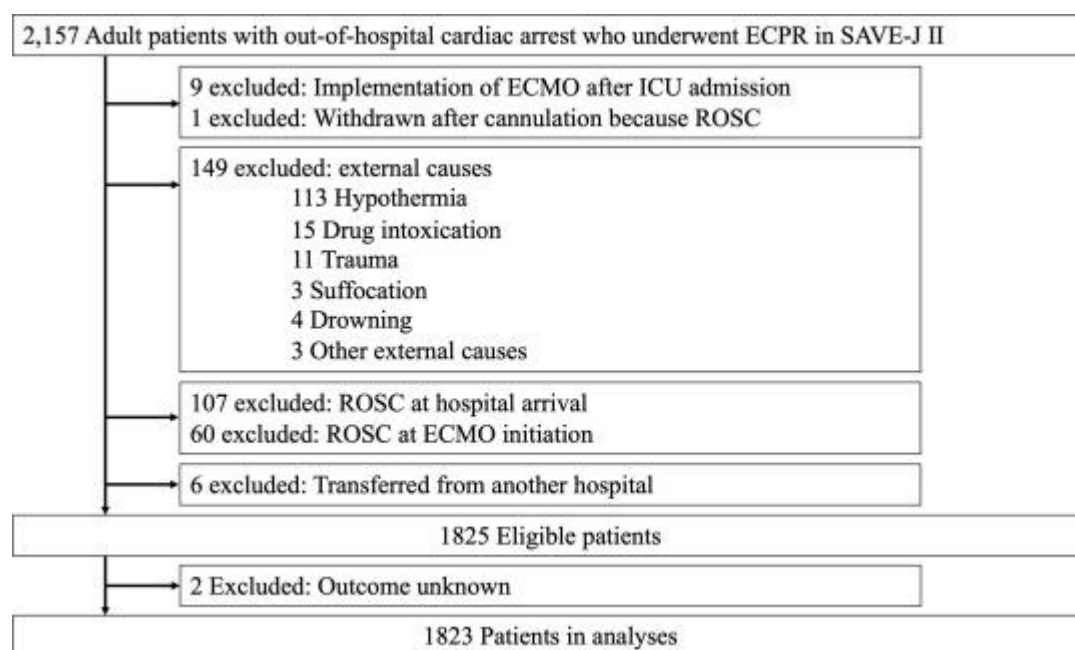 2,157 Adult patients with out-of-hospital cardiac arrest who underwent ECPR in SAVE-J II
9 excluded: Implementation of ECMO after ICU admission
1 excluded: Withdrawn after cannulation because ROSC
149 excluded: external causes
113 Hypothermia
15 Drug intoxication
11 Trauma
3 Suffocation
4 Drowning
3 Other external causes
107 excluded: ROSC at hospital arrival
60 excluded: ROSC at ECMO initiation
6 excluded: Transferred from another hospital
1825 Eligible patients
2 Excluded: Outcome unknown
1823 Patients in analyses